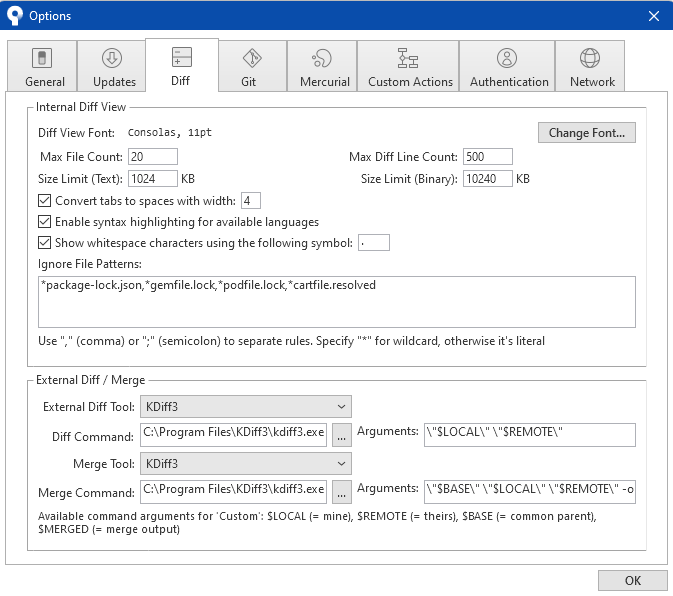 Options
General Updates Diff Git Mercurial Custom Actions Authentication Network
Internal Diff View
Diff View Font: Consolas, 11pt Change Font...
Max File Count: 20 Max Diff Line Count: 500
Size Limit (Text): 1024 KB Size Limit (Binary): 10240 KB
Convert tabs to spaces with width: 4
Enable syntax highlighting for available languages
Show whitespace characters using the following symbol: .
Ignore File Patterns:
*package-lock.json,*gemfile.lock,*podfile.lock,*cartfile.resolved
Use "," (comma) or ";" (semicolon) to separate rules. Specify "*" for wildcard, otherwise it's literal
External Diff / Merge
External Diff Tool: KDiff3
Diff Command: C:\Program Files\KDiff3\kdiff3.exe ... Arguments: \"$LOCAL\" \"$REMOTE\"
Merge Tool: KDiff3
Merge Command: C:\Program Files\KDiff3\kdiff3.exe ... Arguments: \"$BASE\" \"$LOCAL\" \"$REMOTE\" -o
Available command arguments for 'Custom': $LOCAL (= mine), $REMOTE (= theirs), $BASE (= common parent),
$MERGED (= merge output)
OK